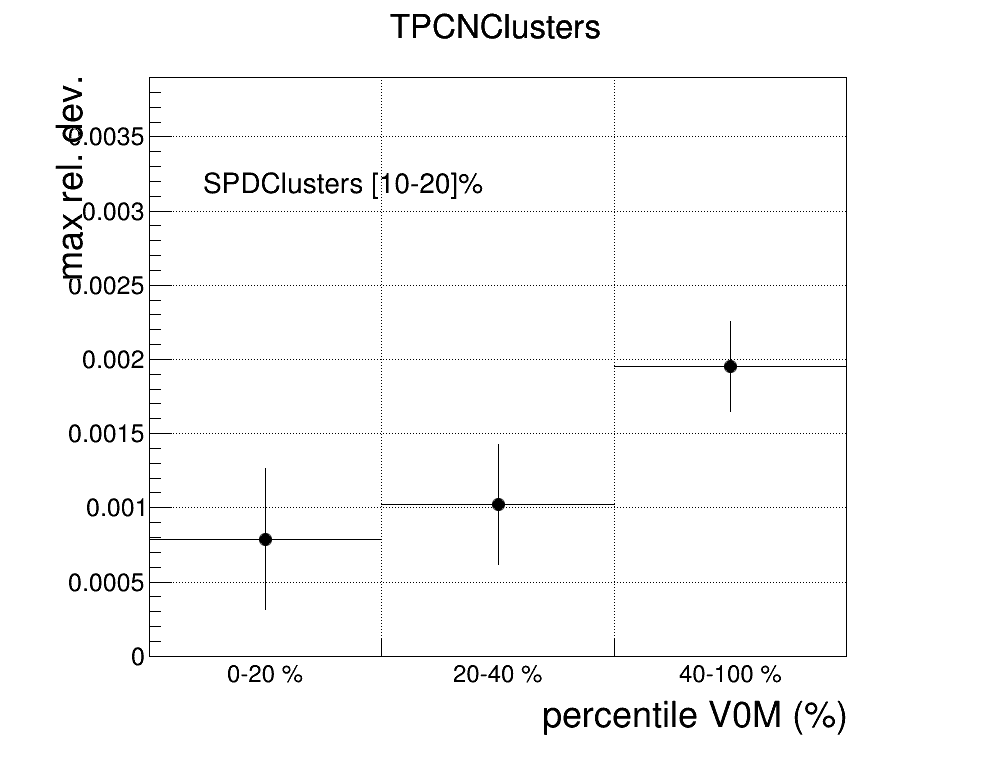 TPCNClusters
max rel. dev.
0.0035
SPDClusters [10-20]%
0.003
0.0025
0.002
0.0015
0.001
0.0005
0
0-20 % 20-40 % 40-100 %
percentile V0M (%)